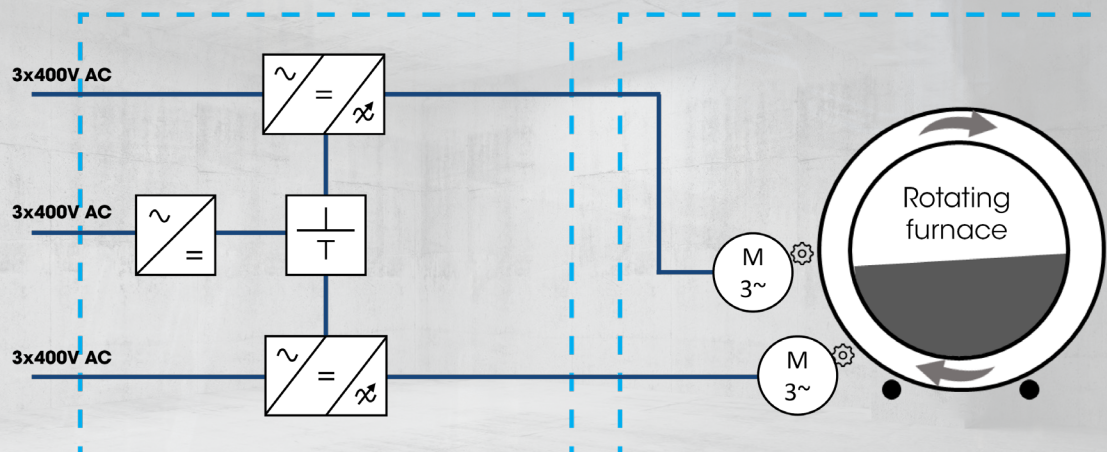 3x400V AC
~
=
3x400V AC
~
=
T
Rotating
furnace
M
3~
3x400V AC
~
=
M
3~